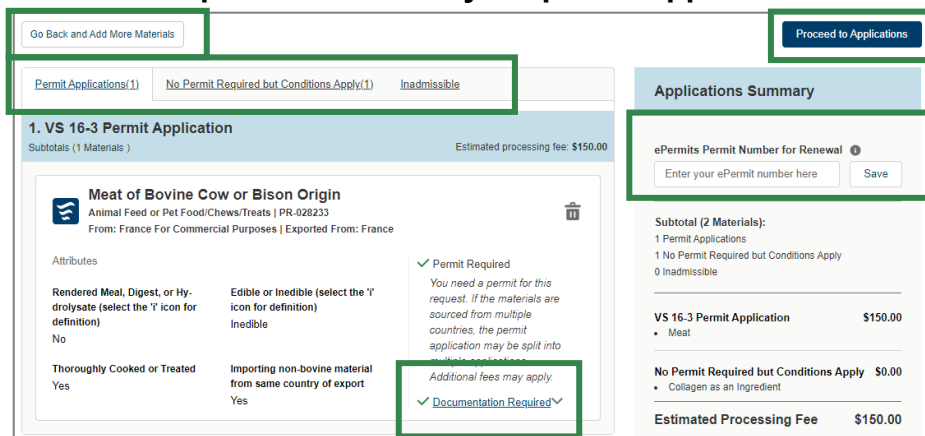 Go Back and Add More Materials
Proceed to Applications
Permit Applications(1)
No Permit Required but Conditions Apply(1)
Inadmissible
1. VS 16-3 Permit Application
Subtotals (1 Materials )
Estimated processing fee: $150.00
Meat of Bovine Cow or Bison Origin
Animal Feed or Pet Food/Chews/Treats | PR-028233
From: France For Commercial Purposes | Exported From: France
Attributes
Rendered Meal, Digest, or Hy-
drolysate (select the 'i' icon for
definition)
No
Edible or Inedible (select the 'i'
icon for definition)
Inedible
Thoroughly Cooked or Treated
Yes
Importing non-bovine material
from same country of export
Yes
Permit Required
You need a permit for this
request. If the materials are
sourced from multiple
countries, the permit
application may be split into
multiple applications.
Additional fees may apply.
Documentation Required
Applications Summary
ePermits Permit Number for Renewal
Enter your ePermit number here
Save
Subtotal (2 Materials):
1 Permit Applications
1 No Permit Required but Conditions Apply
0 Inadmissible
VS 16-3 Permit Application $150.00
• Meat
No Permit Required but Conditions Apply $0.00
• Collagen as an Ingredient
Estimated Processing Fee $150.00